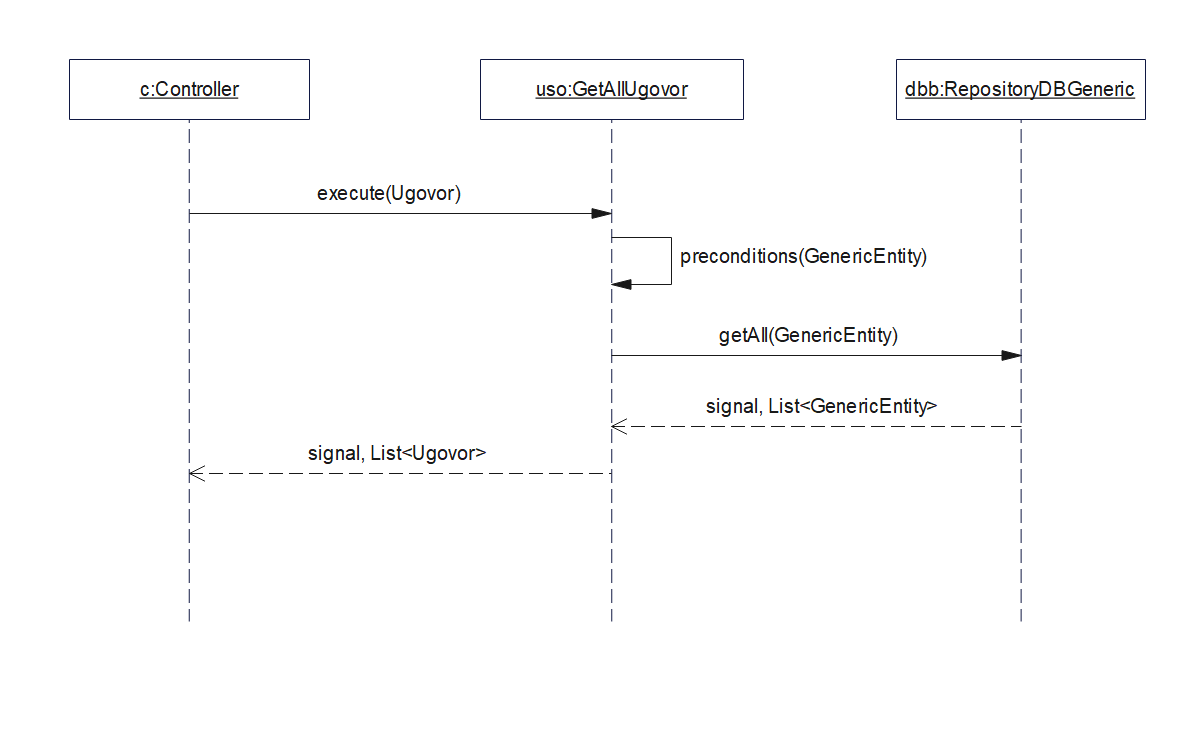 c:Controller
uso:GetAllUgovor
dbb:RepositoryDBGeneric
execute(Ugovor)
preconditions(GenericEntity)
getAll(GenericEntity)
signal, List<GenericEntity>
signal, List<Ugovor>